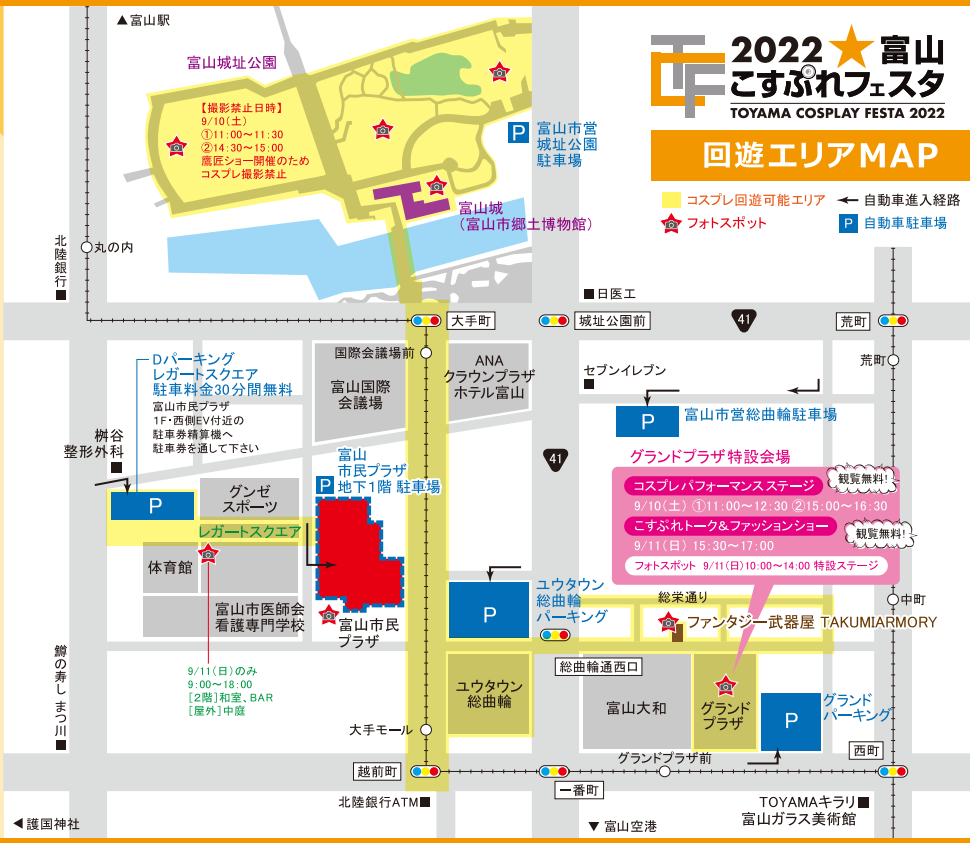 ▲富山駅
富山城址公園
【撮影禁止日時】
9/10(土)
①11:00〜11:30
②14:30〜15:00
鷹匠ショー開催のため
コスプレ撮影禁止
P
富山市営
城址公園
駐車場
富山城
(富山市郷土博物館)
TF
2022★富山
こすぷれフェスタ
TOYAMA COSPLAY FESTA 2022
回遊エリアMAP
コスプレ回遊可能エリア
自動車進入経路
フォトスポット
P 自動車駐車場
北陸銀行■
丸の内
■日医工
大手町
城址公園前
41
荒町
国際会議場前
荒町
富山国際
会議場
ANA
クラウンプラザ
ホテル富山
セブンイレブン
■
P
富山市営総曲輪駐車場
Dパーキング
レガートスクエア
駐車料金30分間無料
富山市民プラザ
1F・西側EV付近の
駐車券精算機へ
駐車券を通して下さい
桝谷
整形外科
■
P
グンゼ
スポーツ
レガートスクエア
体育館
富山市医師会
看護専門学校
富山
市民プラザ
P 地下1階 駐車場
富山市民
プラザ
41
グランドプラザ特設会場
コスプレパフォーマンスステージ
観覧無料!
9/10(土) ①11:00〜12:30 ②15:00〜16:30
こすぷれトーク&ファッションショー
観覧無料!
9/11(日) 15:30〜17:00
フォトスポット 9/11(日)10:00〜14:00 特設ステージ
P
ユウタウン
総曲輪
パーキング
総栄通り
中町
ファンタジー武器屋 TAKUMIARMORY
9/11(日)のみ
9:00〜18:00
[2階]和室、BAR
[屋外]中庭
鱒の寿し まつ川■
総曲輪通西口
ユウタウン
総曲輪
富山大和
グランド
プラザ
P
グランド
パーキング
大手モール
グランドプラザ前
西町
越前町
一番町
北陸銀行ATM■
TOYAMAキラリ■
富山ガラス美術館
◀護国神社
▼富山空港